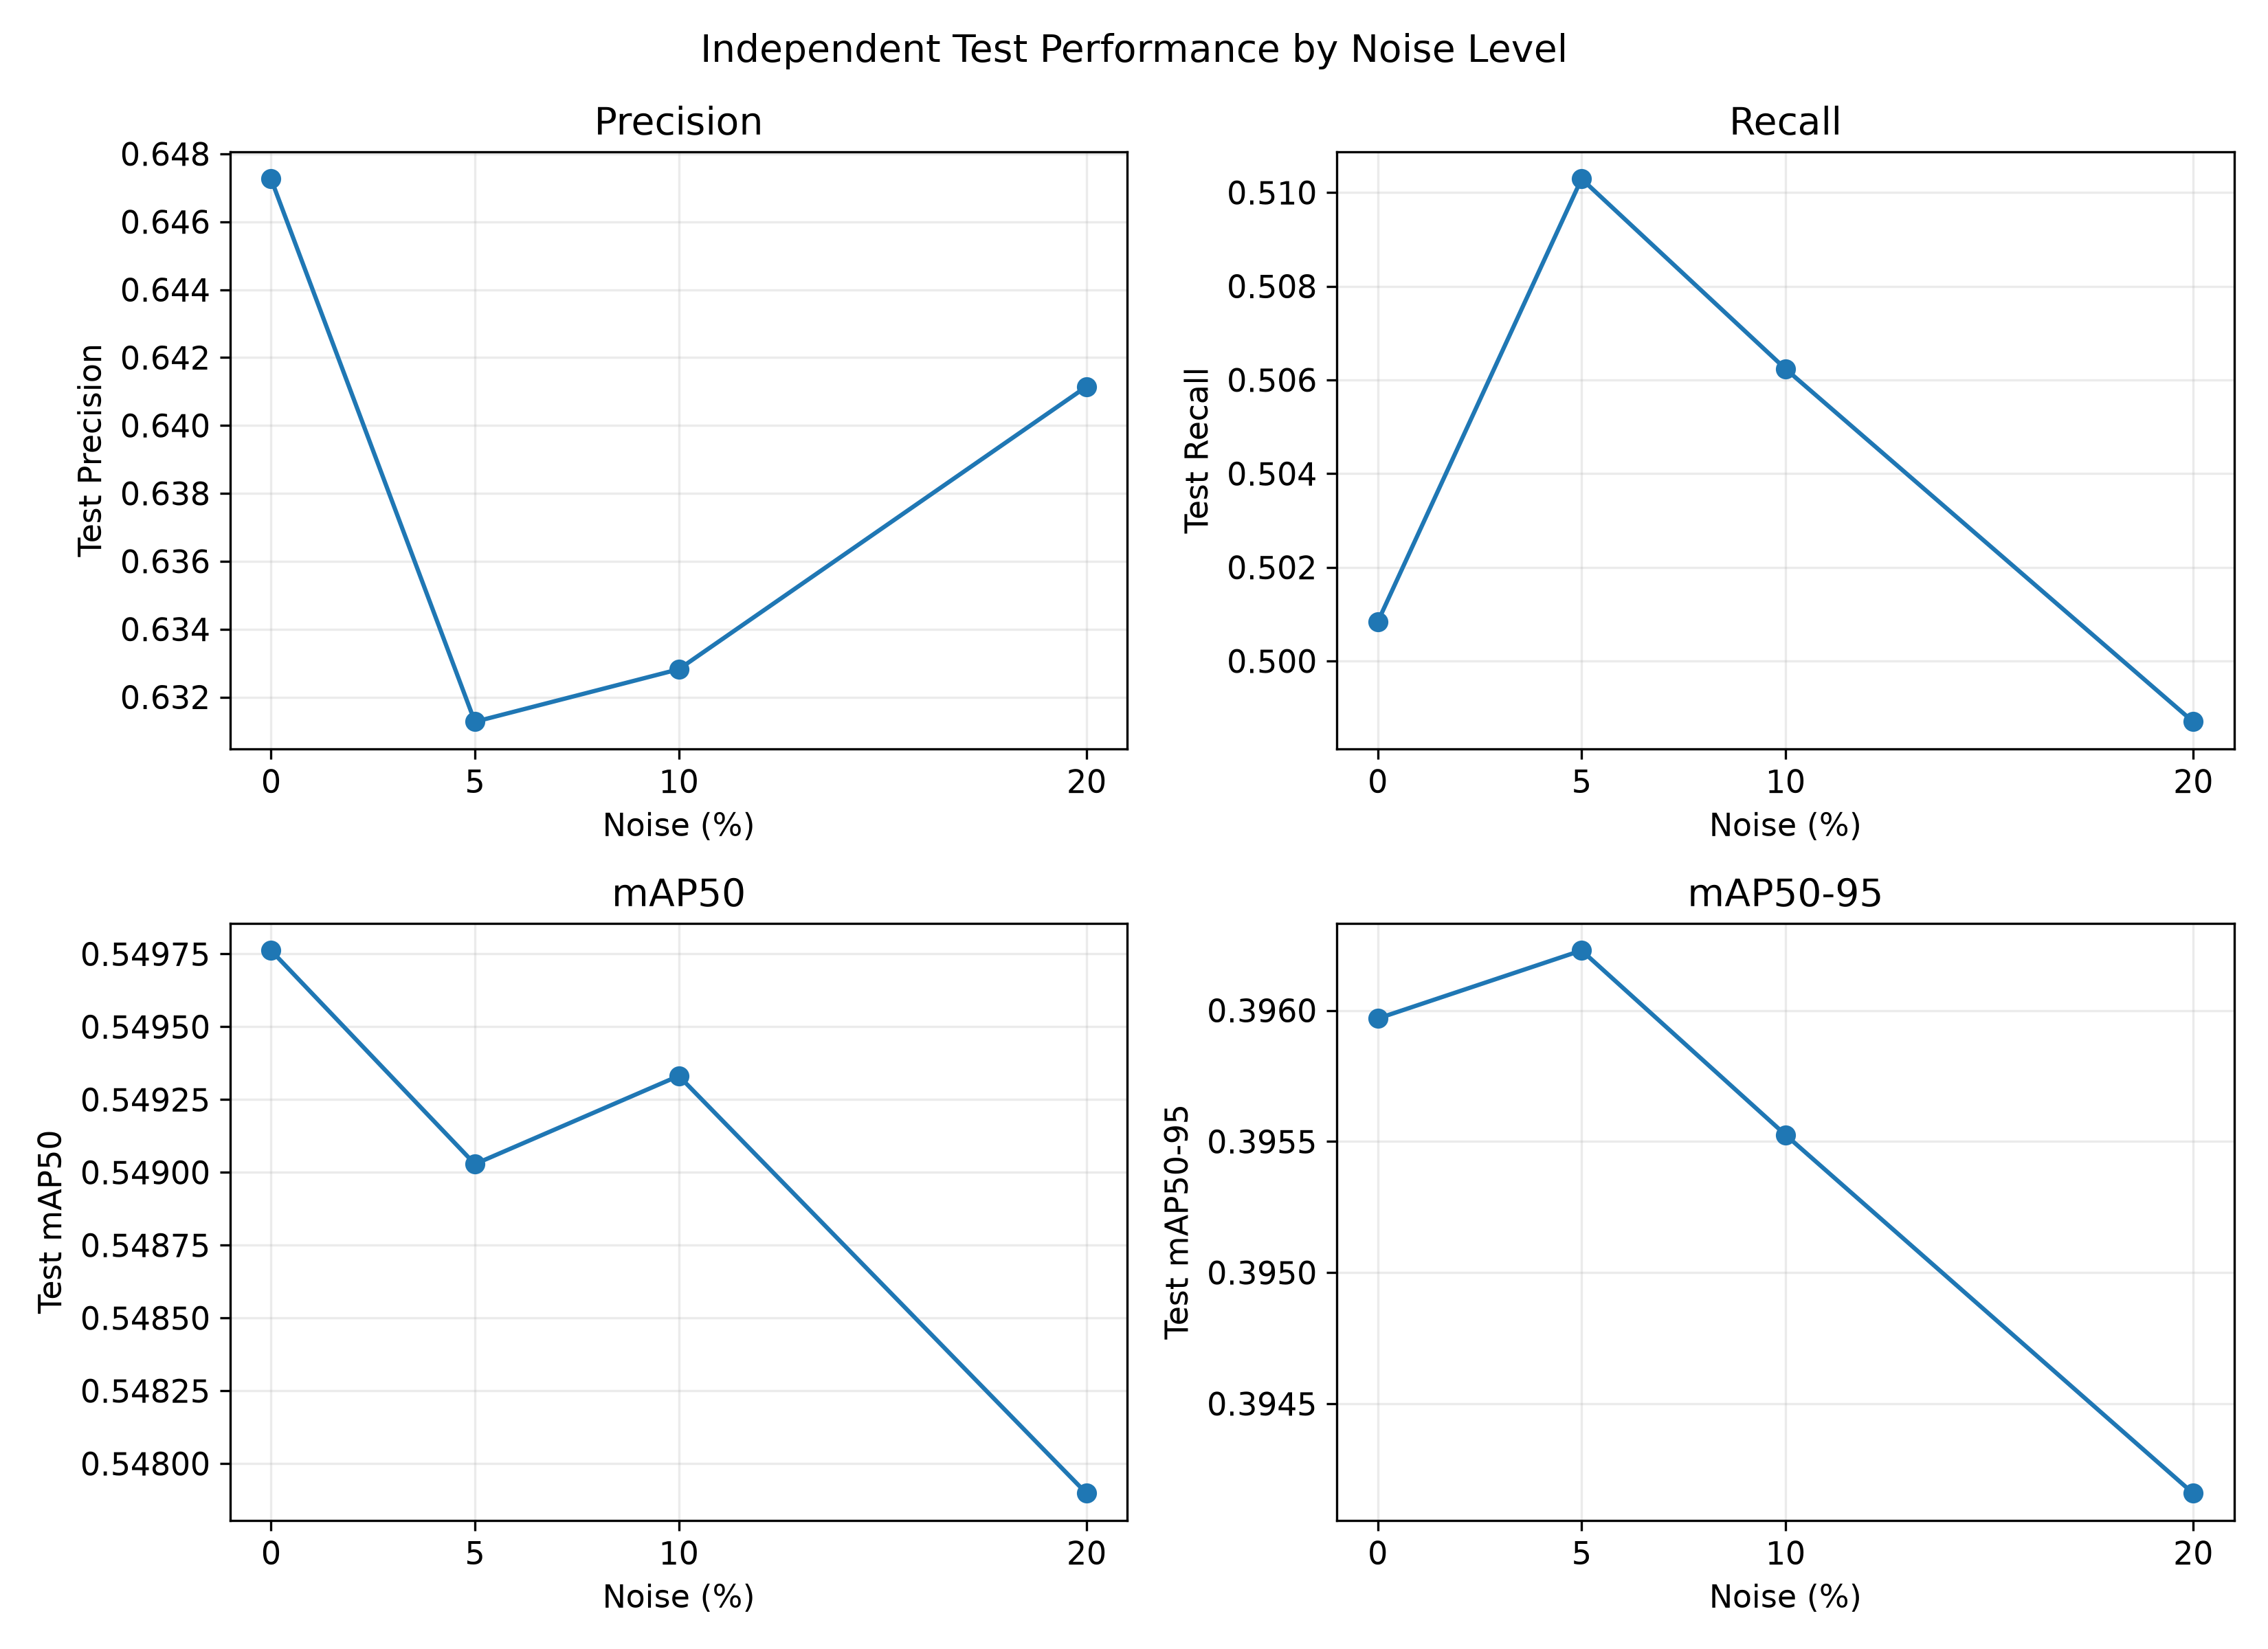 Independent Test Performance by Noise Level
Precision
0.648
0.646
0.644
0.642
0.640
0.638
0.636
0.634
0.632
Test Precision
0 5 10 20
Noise (%)
Recall
0.510
0.508
0.506
0.504
0.502
0.500
Test Recall
0 5 10 20
Noise (%)
mAP50
0.54975
0.54950
0.54925
0.54900
0.54875
0.54850
0.54825
0.54800
Test mAP50
0 5 10 20
Noise (%)
mAP50-95
0.3960
0.3955
0.3950
0.3945
Test mAP50-95
0 5 10 20
Noise (%)